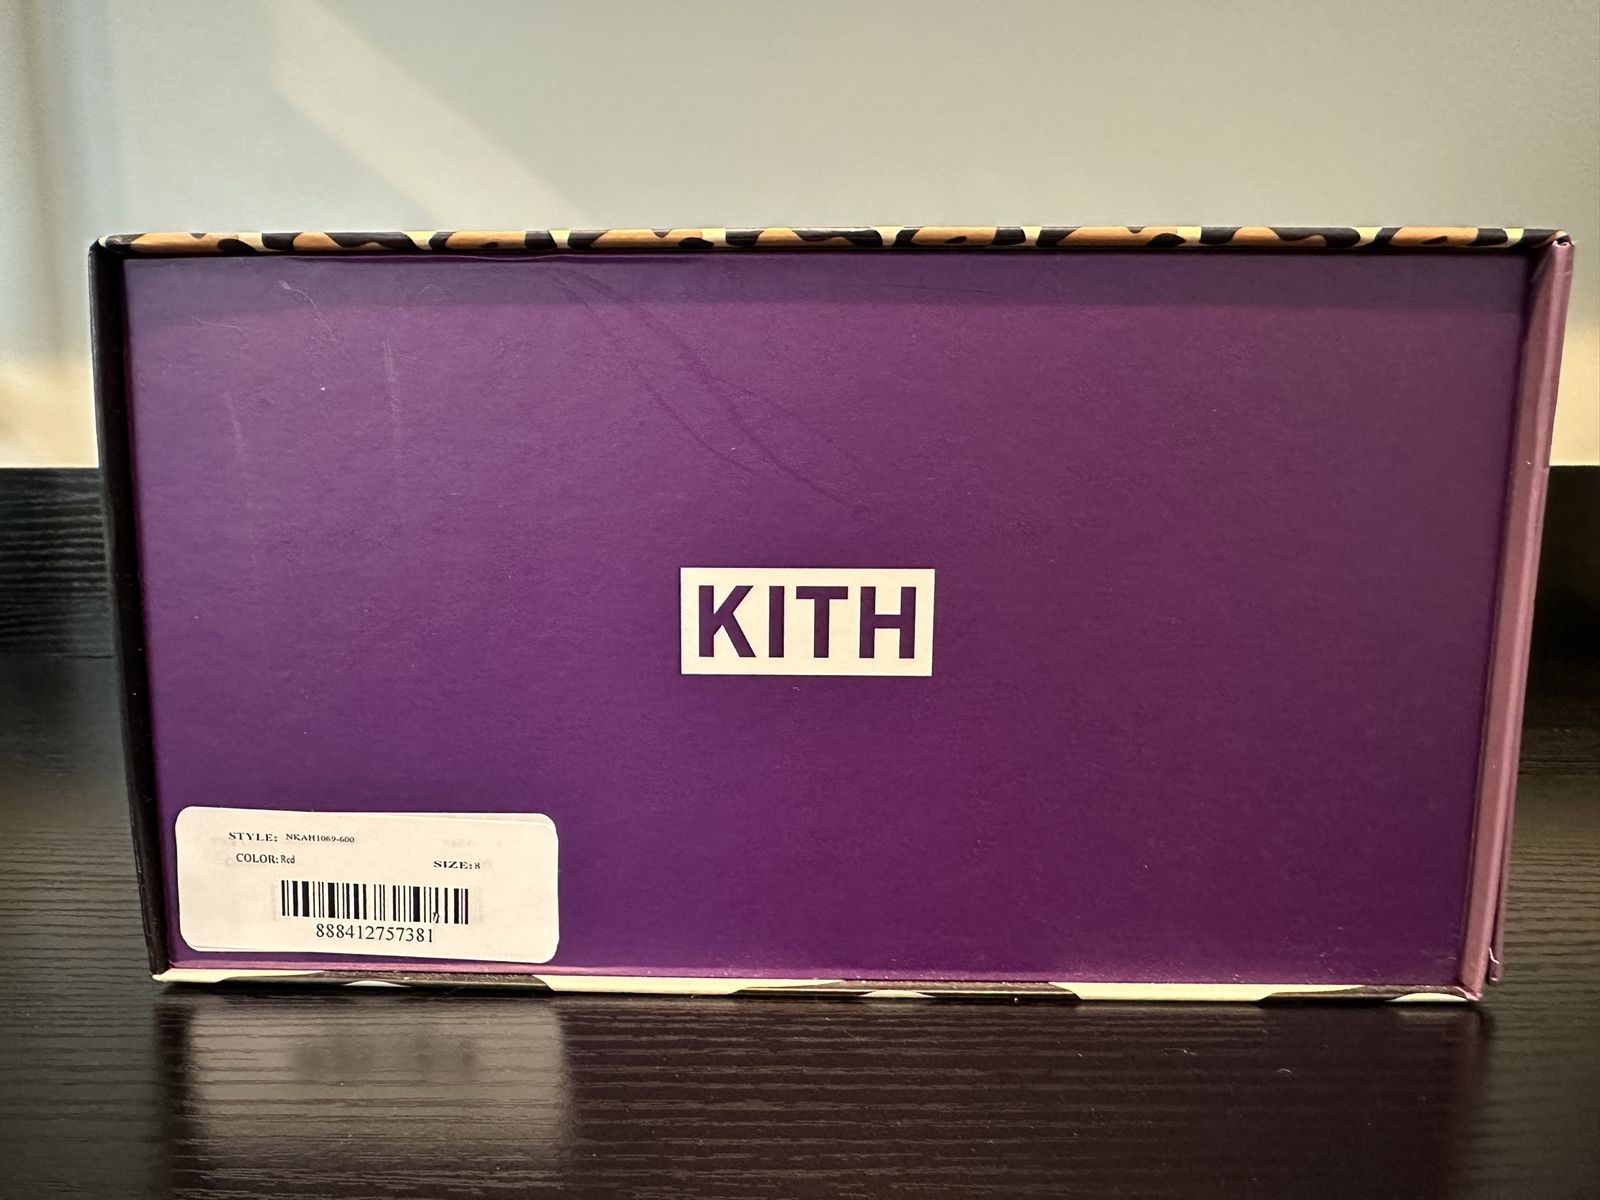 KITH
STYLE: NKAH1069-600
COLOR: Red
SIZE: 8
888412757381